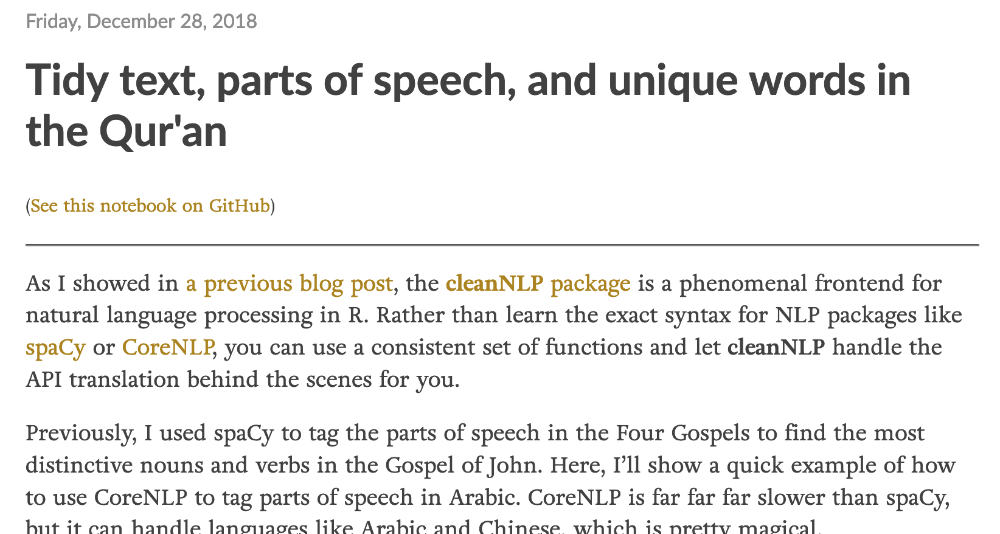 Friday, December 28, 2018
Tidy text, parts of speech, and unique words in
the Qur'an
(See this notebook on GitHub)
As I showed in a previous blog post, the cleanNLP package is a phenomenal frontend for
natural language processing in R. Rather than learn the exact syntax for NLP packages like
spaCy or CoreNLP, you can use a consistent set of functions and let cleanNLP handle the
API translation behind the scenes for you.
Previously, I used spaCy to tag the parts of speech in the Four Gospels to find the most
distinctive nouns and verbs in the Gospel of John. Here, I’ll show a quick example of how
to use CoreNLP to tag parts of speech in Arabic. CoreNLP is far far far slower than spaCy,
but it can handle languages like Arabic and Chinese, which is pretty magical.